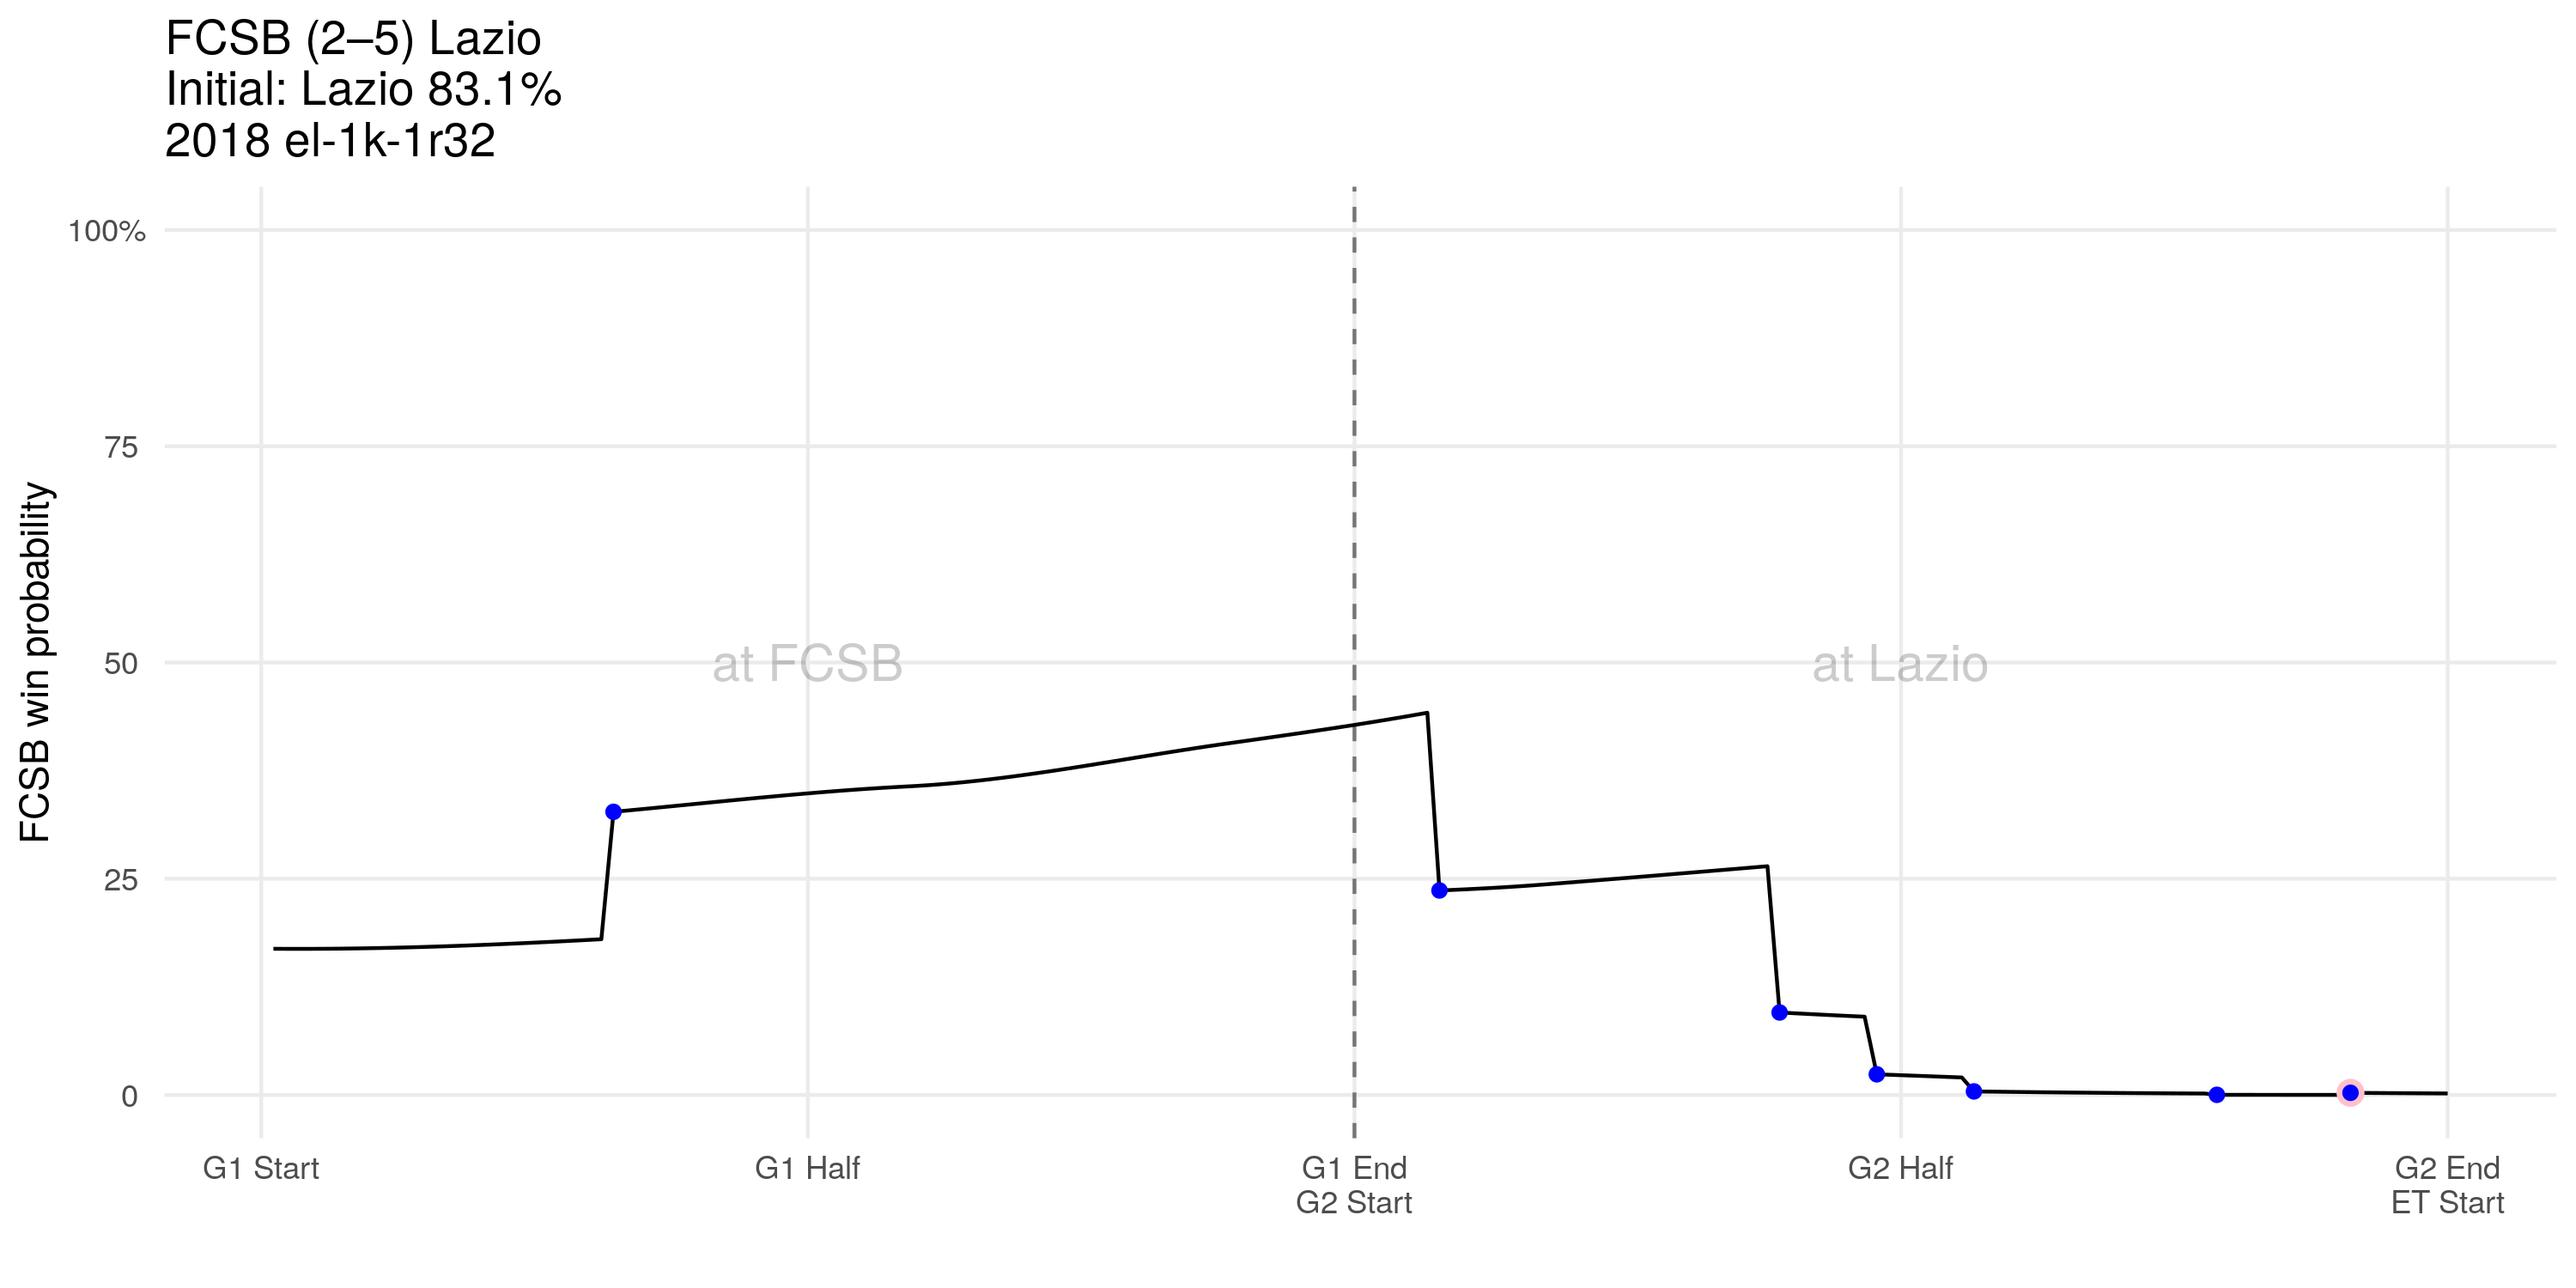 FCSB (2–5) Lazio
Initial: Lazio 83.1%
2018 el-1k-1r32
FCSB win probability
100%
75
50
25
0
at FCSB
at Lazio
G1 Start
G1 Half
G1 End
G2 Start
G2 Half
G2 End
ET Start